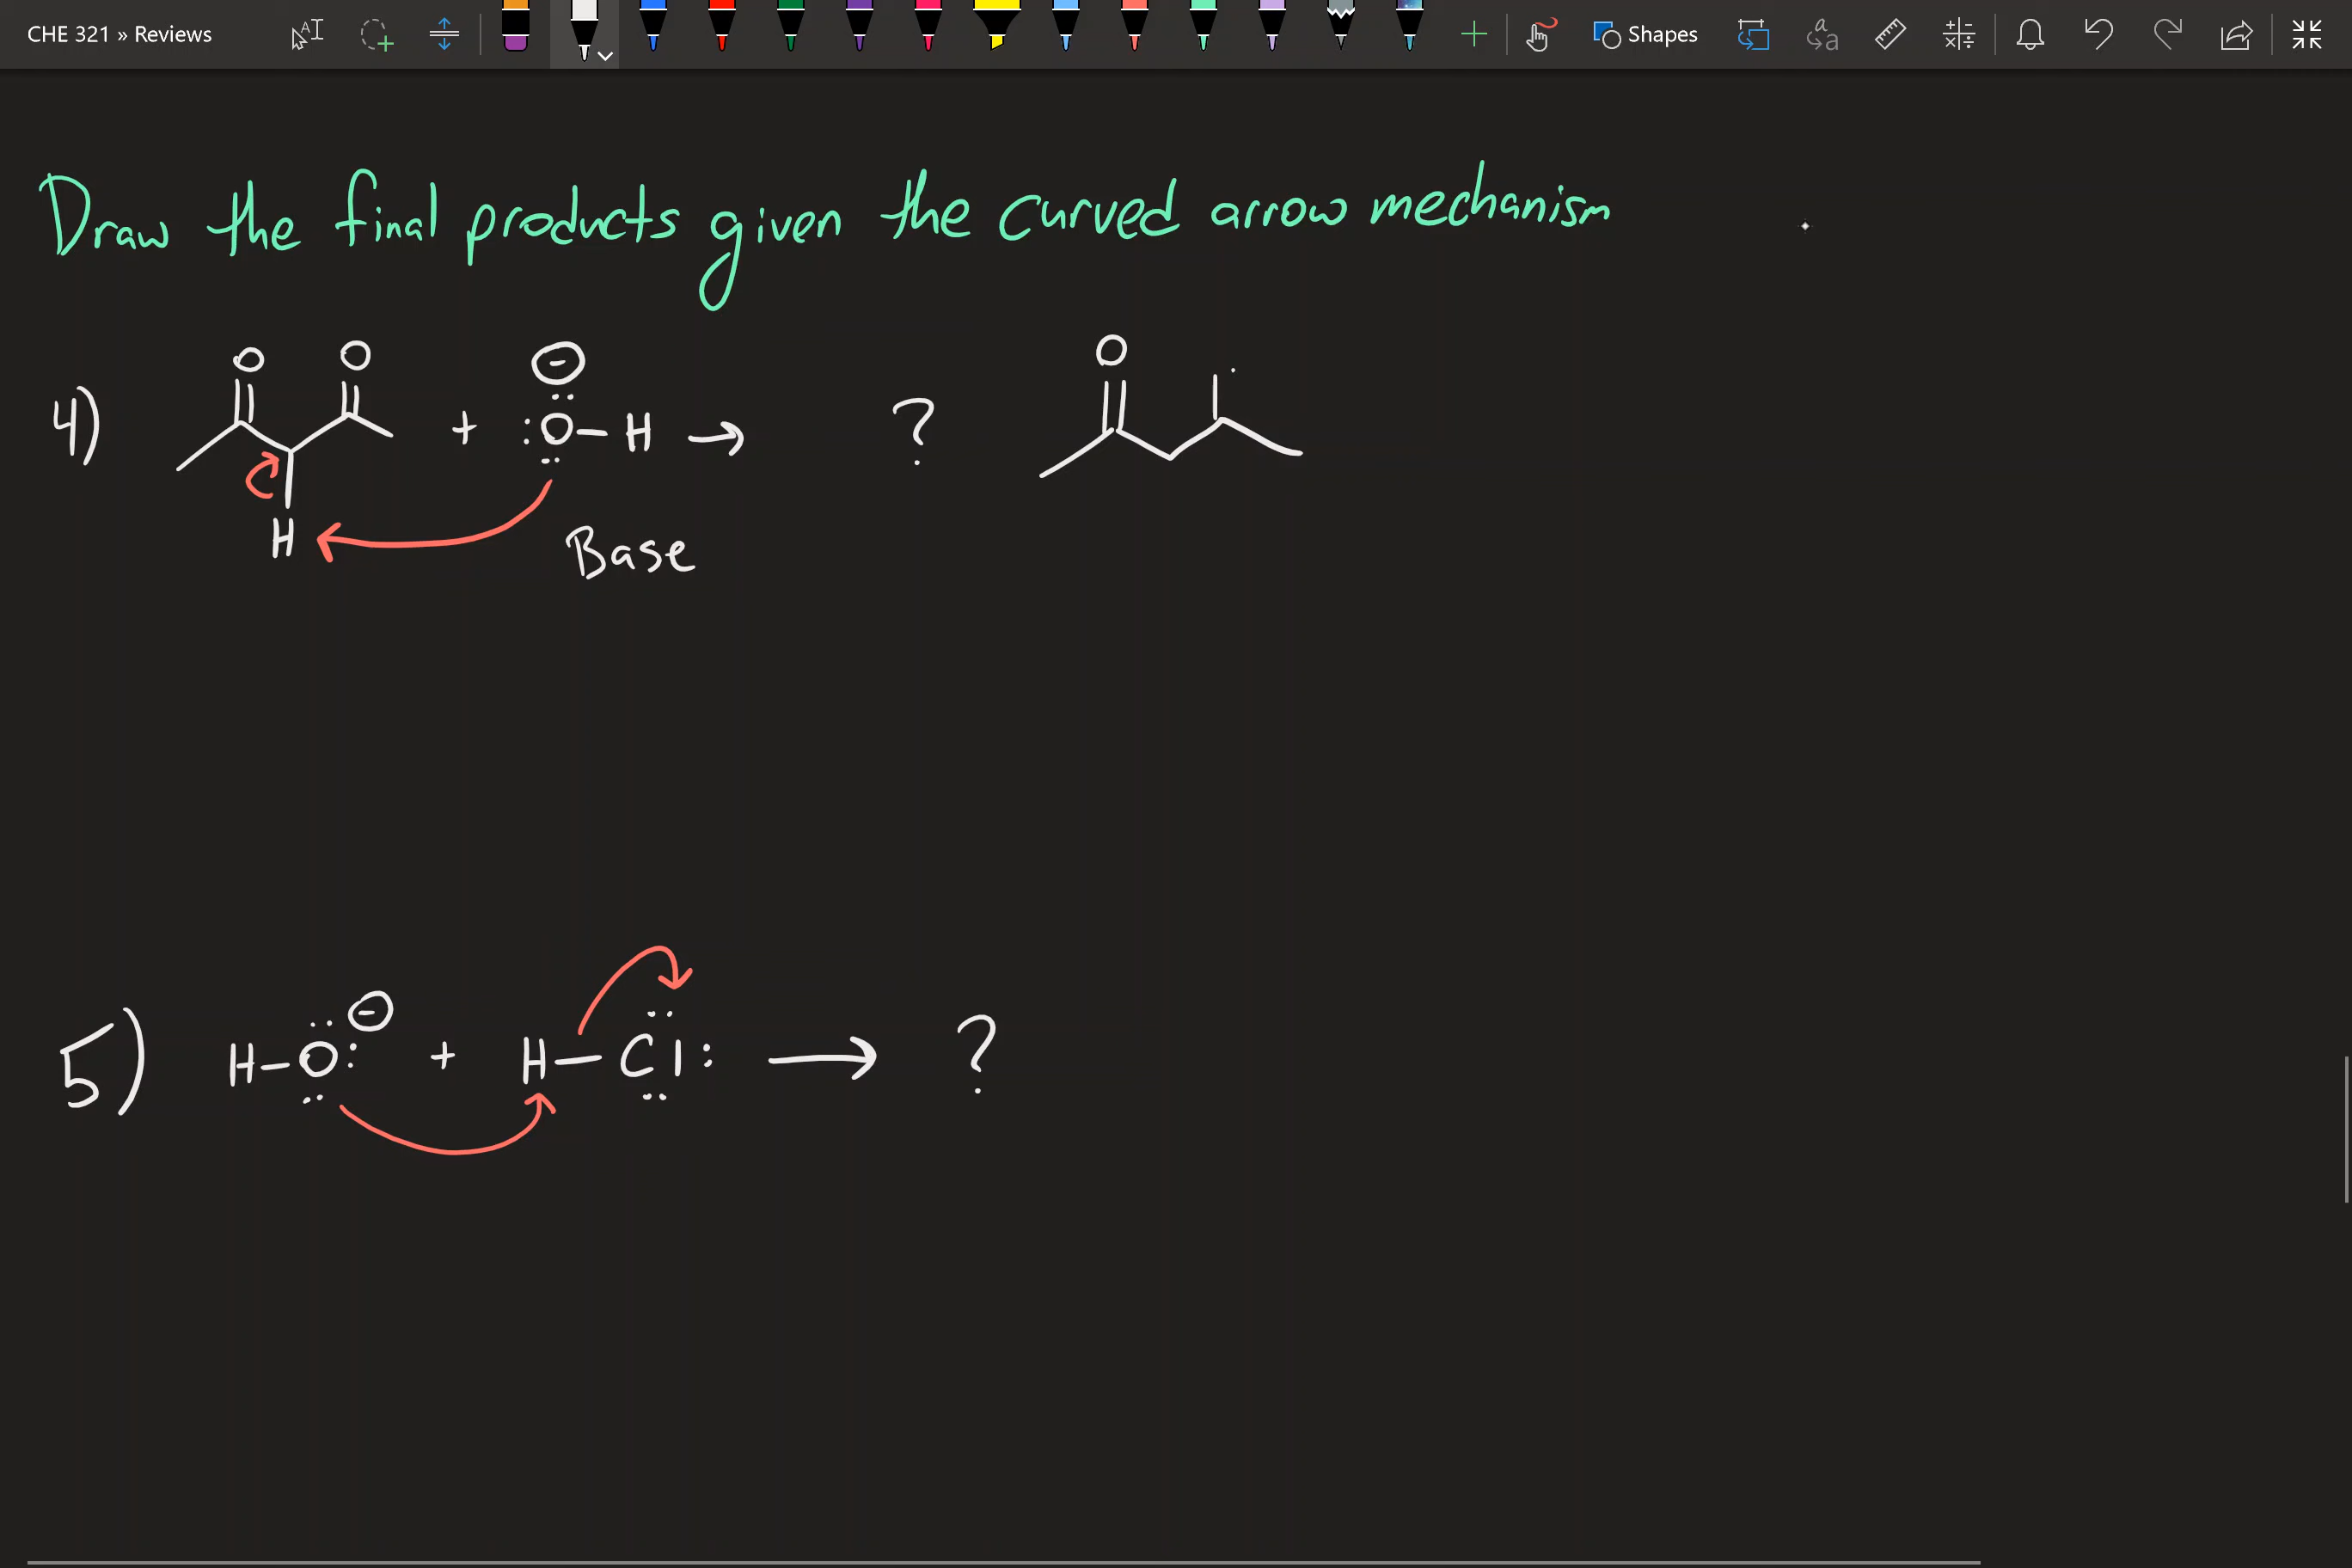 CHE 321 » Reviews
Shapes
Draw the final products given the curved arrow mechanism
4) O O + ⊖ :O–H → ? O
H
Base
5) H–O: ⊖ + H–Cl: → ?